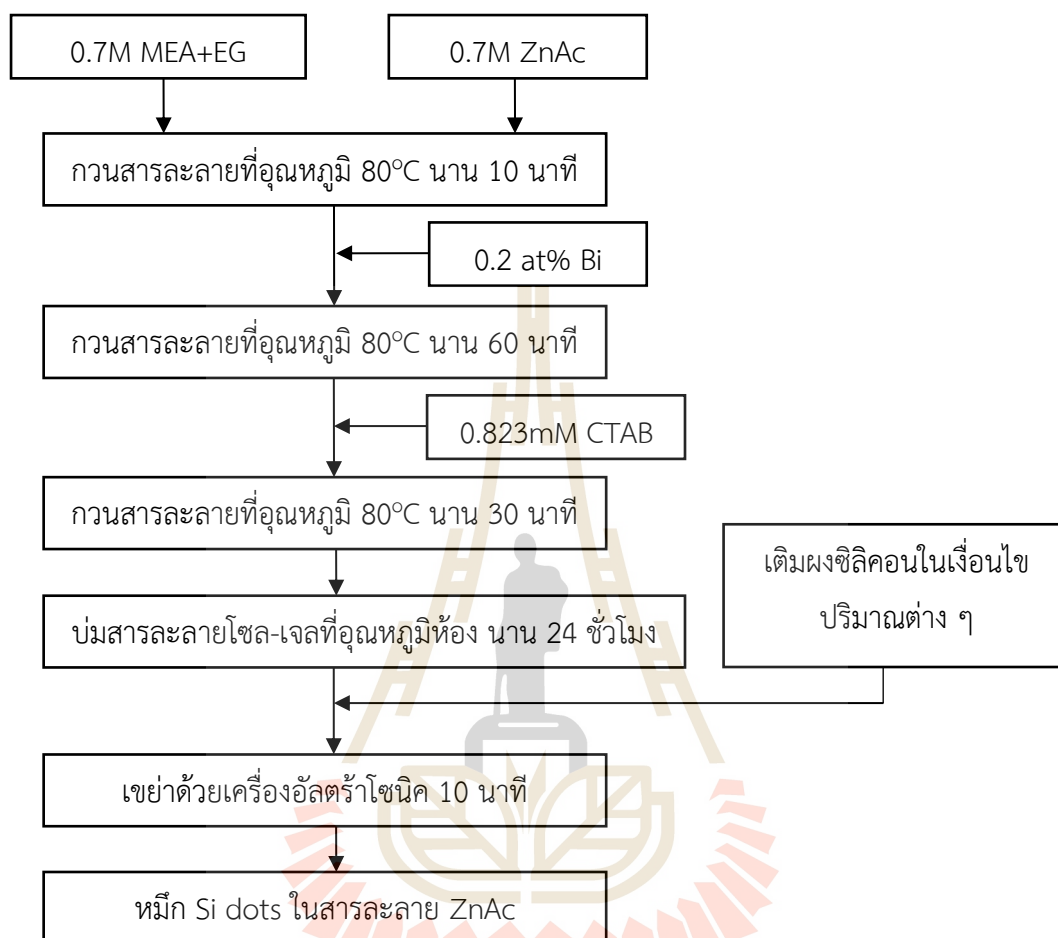 0.7M MEA+EG
0.7M ZnAc
กวนสารละลายที่อุณหภูมิ 80°C นาน 10 นาที
0.2 at% Bi
กวนสารละลายที่อุณหภูมิ 80°C นาน 60 นาที
0.823mM CTAB
กวนสารละลายที่อุณหภูมิ 80°C นาน 30 นาที
เติมผงซิลิคอนในเงื่อนไข
ปริมาณต่าง ๆ
บ่มสารละลายโซล-เจลที่อุณหภูมิห้อง นาน 24 ชั่วโมง
เขย่าด้วยเครื่องอัลตร้าโซนิค 10 นาที
หมึก Si dots ในสารละลาย ZnAc